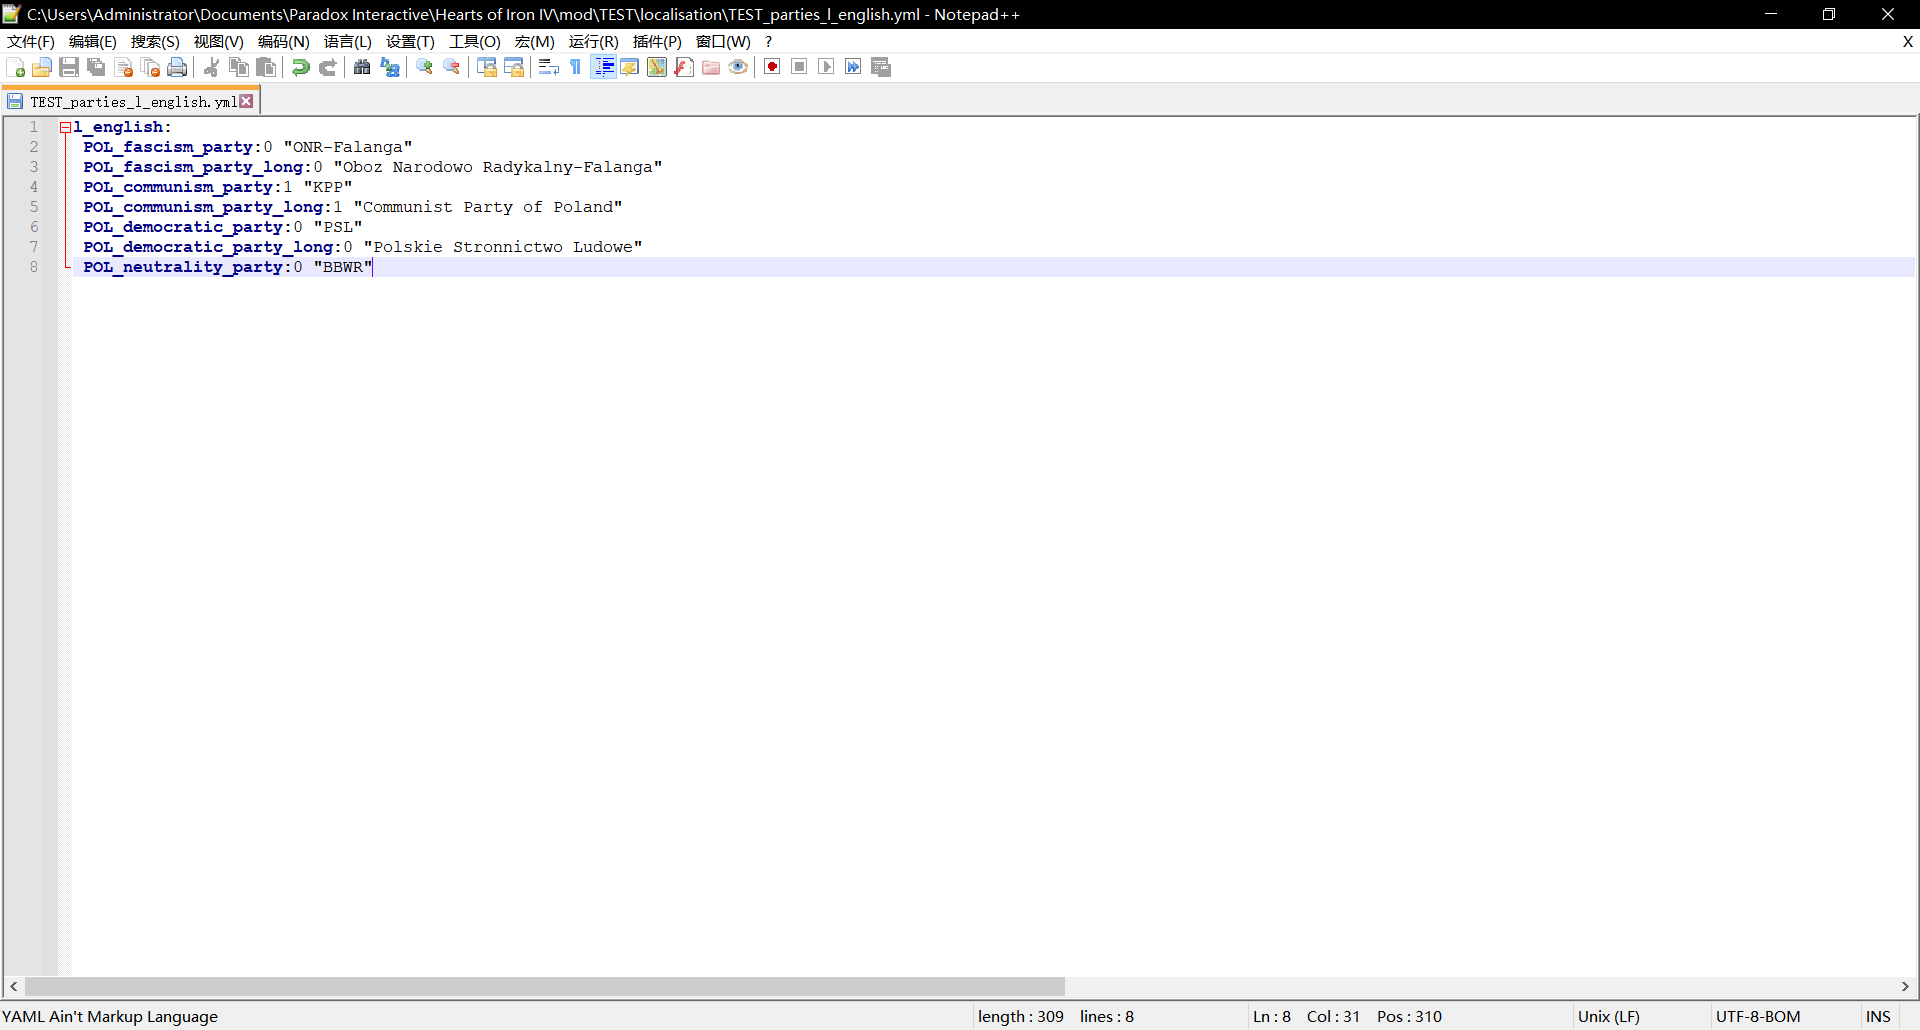 C:\Users\Administrator\Documents\Paradox Interactive\Hearts of Iron IV\mod\TEST\localisation\TEST_parties_l_english.yml - Notepad++
文件(F) 编辑(E) 搜索(S) 视图(V) 编码(N) 语言(L) 设置(T) 工具(O) 宏(M) 运行(R) 插件(P) 窗口(W) ? X
TEST_parties_l_english.yml
1 l_english:
2 POL_fascism_party:0 "ONR-Falanga"
3 POL_fascism_party_long:0 "Oboz Narodowo Radykalny-Falanga"
4 POL_communism_party:1 "KPP"
5 POL_communism_party_long:1 "Communist Party of Poland"
6 POL_democratic_party:0 "PSL"
7 POL_democratic_party_long:0 "Polskie Stronnictwo Ludowe"
8 POL_neutrality_party:0 "BBWR"
YAML Ain't Markup Language length : 309 lines : 8 Ln : 8 Col : 31 Pos : 310 Unix (LF) UTF-8-BOM INS